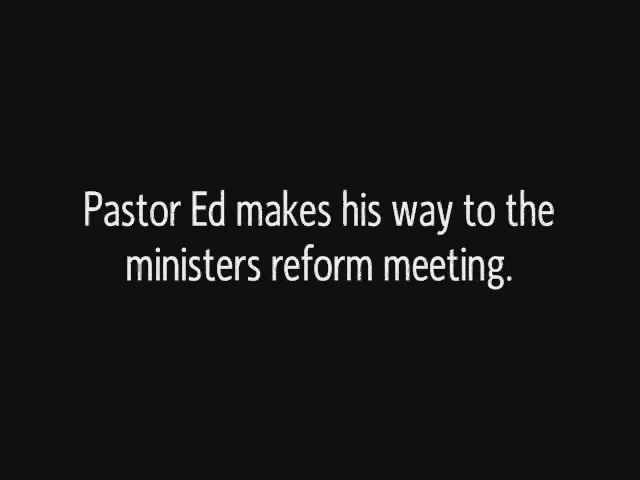 Pastor Ed makes his way to the
ministers reform meeting.